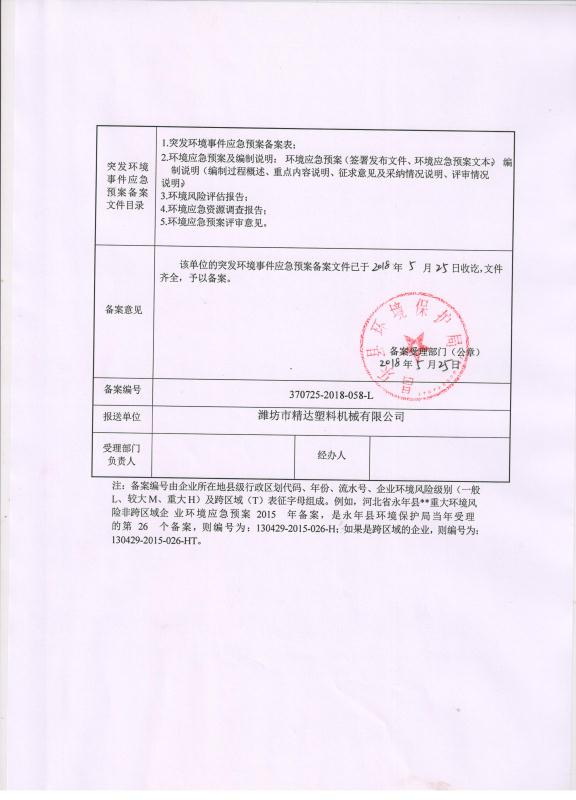 突发环境
事件应急
预案备案
文件目录
1.突发环境事件应急预案备案表;
2.环境应急预案及编制说明: 环境应急预案(签署发布文件、环境应急预案文本); 编
制说明(编制过程概述、重点内容说明、征求意见及采纳情况说明、评审情况
说明);
3.环境风险评估报告;
4.环境应急资源调查报告;
5.环境应急预案评审意见。
备案意见
该单位的突发环境事件应急预案备案文件已于 2018 年 5 月 25 日收讫,文件
齐全,予以备案。
昌乐县环境保护局
备案受理部门(公章)
2018 年 5 月 25 日
备案编号
370725-2018-058-L
报送单位
潍坊市精达塑料机械有限公司
受理部门
负责人
经办人
注: 备案编号由企业所在地县级行政区划代码、年份、流水号、企业环境风险级别(一般
L、较大 M、重大 H)及跨区域(T)表征字母组成。例如,河北省永年县**重大环境风
险非跨区域企 业环境应急预案 2015 年备案,是永年县环境保护局当年受理
的第 26 个备案,则编号为: 130429-2015-026-H; 如果是跨区域的企业,则编号为:
130429-2015-026-HT。